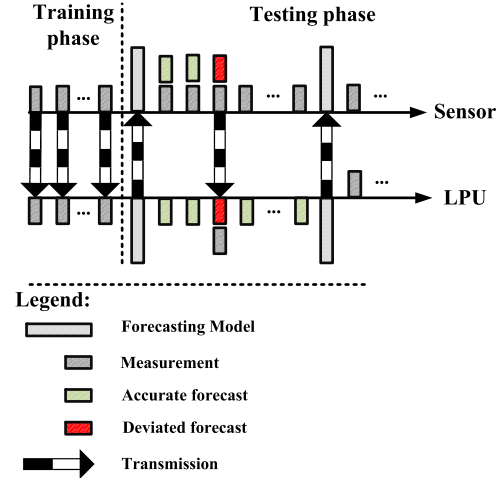 Training
phase
Testing phase
...
...
...
...
Sensor
...
...
...
LPU
Legend:
Forecasting Model
Measurement
Accurate forecast
Deviated forecast
Transmission